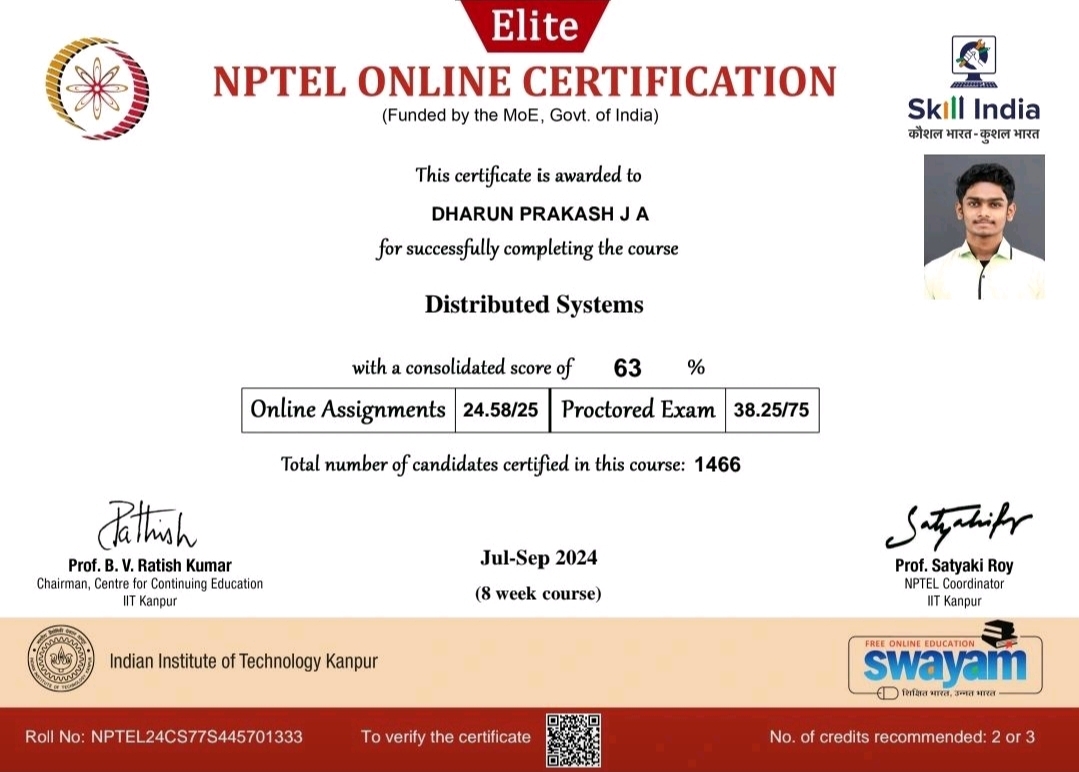 Elite
NPTEL ONLINE CERTIFICATION
(Funded by the MoE, Govt. of India)
Skill India
कौशल भारत - कुशल भारत
This certificate is awarded to
DHARUN PRAKASH J A
for successfully completing the course
Distributed Systems
with a consolidated score of 63 %
Online Assignments 24.58/25 Proctored Exam 38.25/75
Total number of candidates certified in this course: 1466
Prof. B. V. Ratish Kumar
Chairman, Centre for Continuing Education
IIT Kanpur
Jul-Sep 2024
(8 week course)
Prof. Satyaki Roy
NPTEL Coordinator
IIT Kanpur
Indian Institute of Technology Kanpur
FREE ONLINE EDUCATION
swayam
शिक्षित भारत, उन्नत भारत
Roll No: NPTEL24CS77S445701333
To verify the certificate
No. of credits recommended: 2 or 3